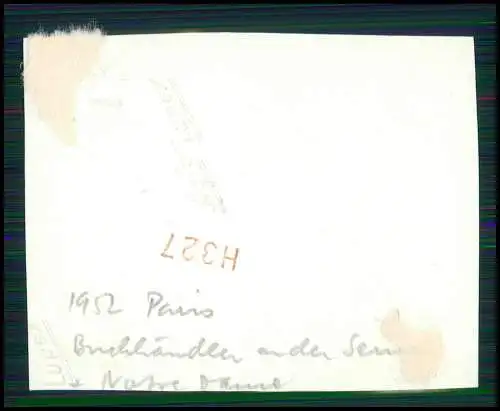 H327
1952 Paris
Buchhändler an der Seine
+ Notre Dame